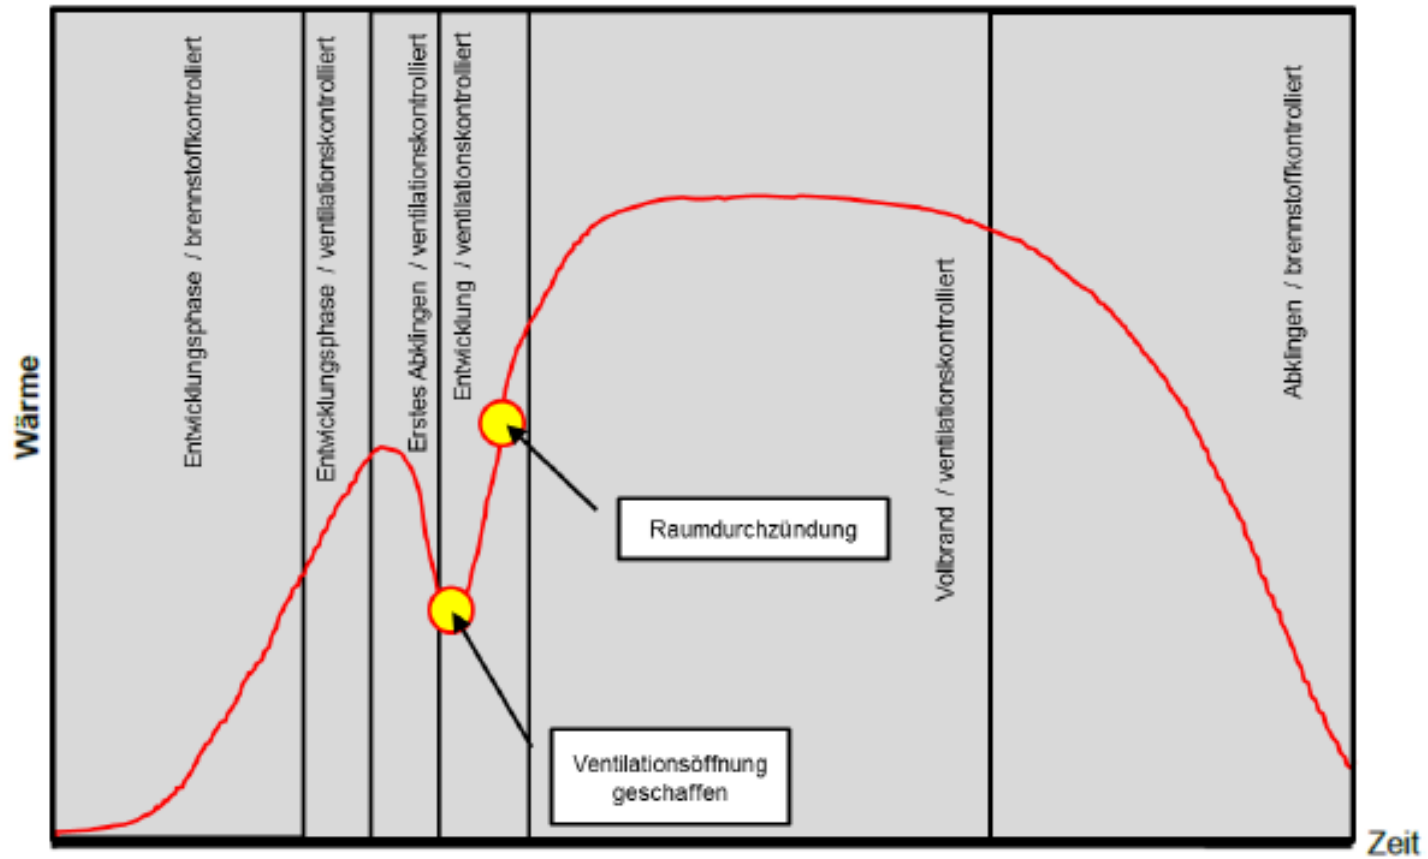 Entwicklungsphase / brennstoffkontrolliert
Entwicklungsphase / ventilationskontrolliert
Erstes Abklingen / ventilationskontrolliert
Entwicklung / ventilationskontrolliert
Vollbrand / ventilationskontrolliert
Abklingen / brennstoffkontrolliert
Wärme
Raumdurchzündung
Ventilationsöffnung
geschaffen
Zeit